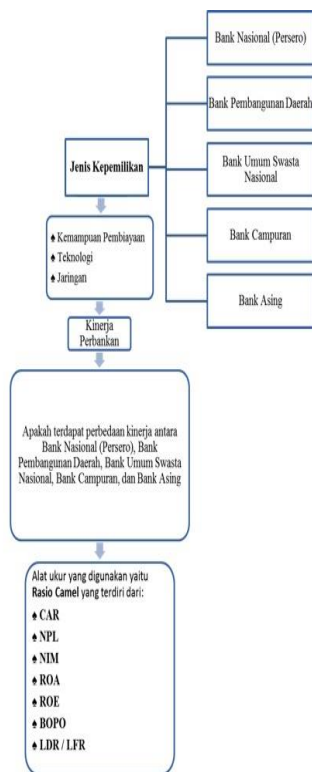 Jenis Kepemilikan
Bank Nasional (Persero)
Bank Pembangunan Daerah
Bank Umum Swasta
Nasional
Bank Campuran
Bank Asing
♠ Kemampuan Pembiayaan
♠ Teknologi
♠ Jaringan
Kinerja
Perbankan
Apakah terdapat perbedaan kinerja antara
Bank Nasional (Persero), Bank
Pembangunan Daerah, Bank Umum Swasta
Nasional, Bank Campuran, dan Bank Asing
Alat ukur yang digunakan yaitu
Rasio Camel yang terdiri dari:
♠ CAR
♠ NPL
♠ NIM
♠ ROA
♠ ROE
♠ BOPO
♠ LDR / LFR